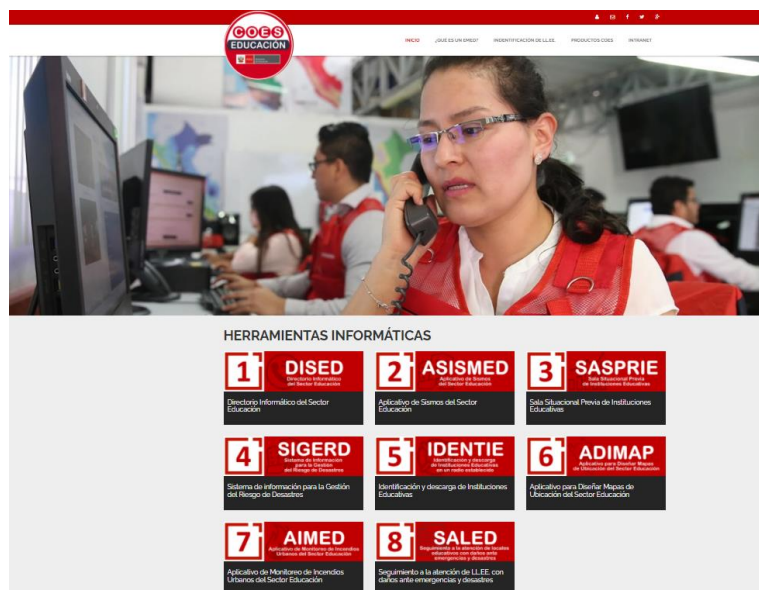 COES
EDUCACIÓN
INICIO
¿QUÉ ES UN EMED?
INDENTIFICACIÓN DE LL.EE.
PRODUCTOS COES
INTRANET
HERRAMIENTAS INFORMÁTICAS
1
DISED
Directorio Informático
del Sector Educación
Directorio Informático del Sector
Educación
2
ASISMED
Aplicativo de Sismos
del Sector Educación
Aplicativo de Sismos del Sector
Educación
3
SASPRIE
Sala Situacional Previa
de Instituciones Educativas
Sala Situacional Previa de Instituciones
Educativas
4
SIGERD
Sistema de Información
para la Gestión
del Riesgo de Desastres
Sistema de información para la Gestión
del Riesgo de Desastres
5
IDENTIE
Identificación y descarga
de Instituciones Educativas
en un radio establecido
Identificación y descarga de Instituciones
Educativas
6
ADIMAP
Aplicativo para Diseñar Mapas
de Ubicación del Sector Educación
Aplicativo para Diseñar Mapas de
Ubicación del Sector Educación
7
AIMED
Aplicativo de Monitoreo de Incendios
Urbanos del Sector Educación
Aplicativo de Monitoreo de Incendios
Urbanos del Sector Educación
8
SALED
Seguimiento a la atención de locales
educativos con daños ante
emergencias y desastres
Seguimiento a la atención de LL.EE. con
daños ante emergencias y desastres